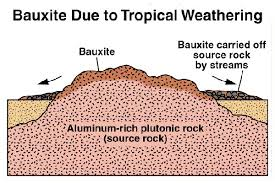 Bauxite Due to Tropical Weathering
Bauxite
Bauxite carried off
source rock
by streams
Aluminum-rich plutonic rock
(source rock)